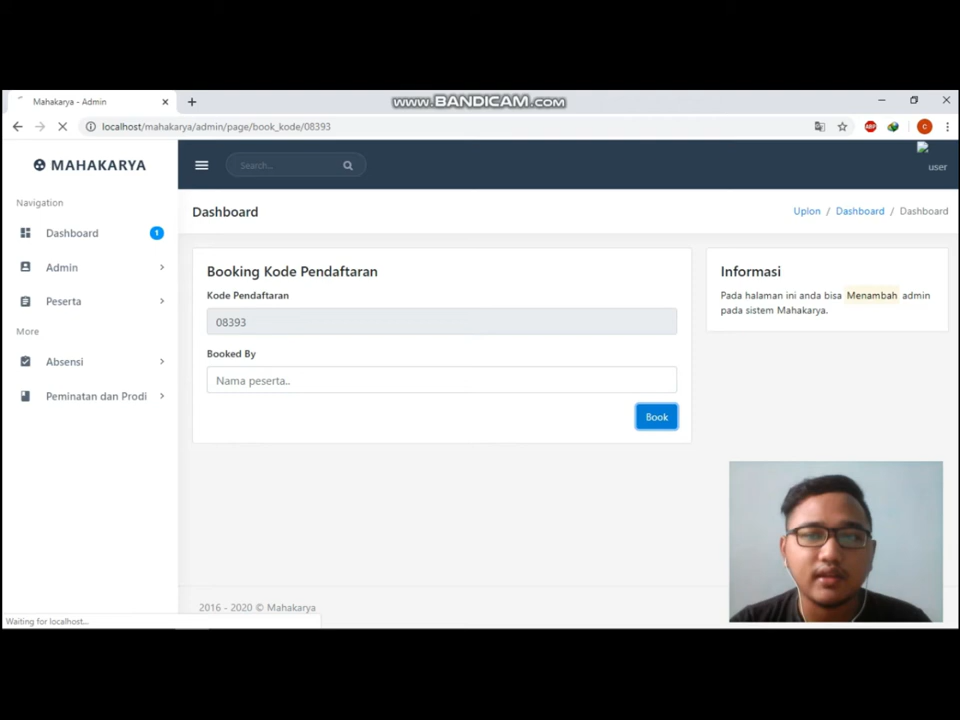 Mahakarya - Admin
WWW.BANDICAM.COM
localhost/mahakarya/admin/page/book_kode/08393
ABP
C
MAHAKARYA
Search...
user
Navigation
Dashboard
Uplon / Dashboard / Dashboard
Dashboard 1
Admin
Peserta
More
Absensi
Peminatan dan Prodi
Booking Kode Pendaftaran
Kode Pendaftaran
08393
Booked By
Nama peserta..
Book
Informasi
Pada halaman ini anda bisa Menambah admin
pada sistem Mahakarya.
2016 - 2020 © Mahakarya
Waiting for localhost...